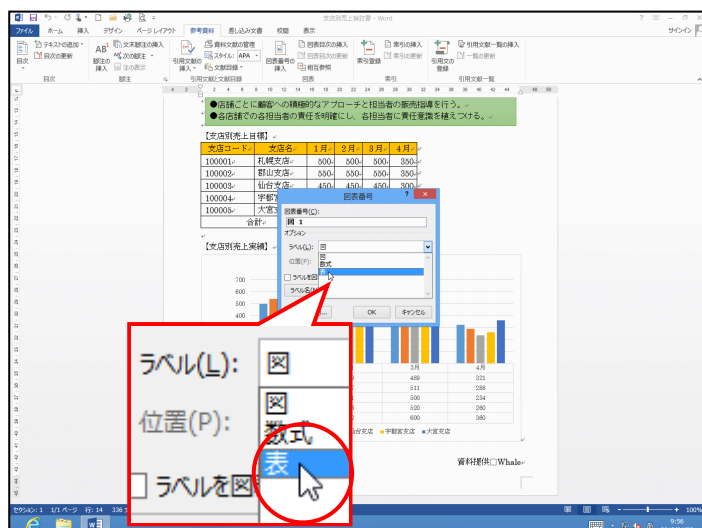 支店別売上検討書 - Word
サインイン
ファイル ホーム 挿入 デザイン ページ レイアウト 参考資料 差し込み文書 校閲 表示
目次
テキストの追加
目次の更新
目次
AB¹
脚注の挿入
文末脚注の挿入
次の脚注
注の表示
脚注
引用文献の挿入
資料文献の管理
スタイル: APA
文献目録
引用文献と文献目録
図表番号の挿入
図表目次の挿入
図表目次の更新
相互参照
図表
索引登録
索引の挿入
索引の更新
索引
引用文の登録
引用文献一覧の挿入
一覧の更新
引用文献一覧
●店舗ごとに顧客への積極的なアプローチと担当者の販売指導を行う。
●各店舗での各担当者の責任を明確にし、各担当者に責任意識を植えつける。
【支店別売上目標】
支店コード 支店名 1月 2月 3月 4月
100001 札幌支店 500 500 500 350
100002 郡山支店 550 550 550 350
100003 仙台支店 450 450 450 300
100004 宇都宮
100005 大宮支
合計
【支店別売上実績】
図表番号
図表番号(C):
図 1
オプション
ラベル(L): 図
位置(P):
図
数式
表
ラベルを図
ラベル名(N)
OK キャンセル
700
600
500
400
3月 4月
489 321
511 288
500 234
520 260
600 360
仙台支店 宇都宮支店 大宮支店
資料提供□Whale
ラベル(L): 図
位置(P): 図
数式
表
ラベルを図
セクション: 1 1/1 ページ 行: 14
100%
9:56